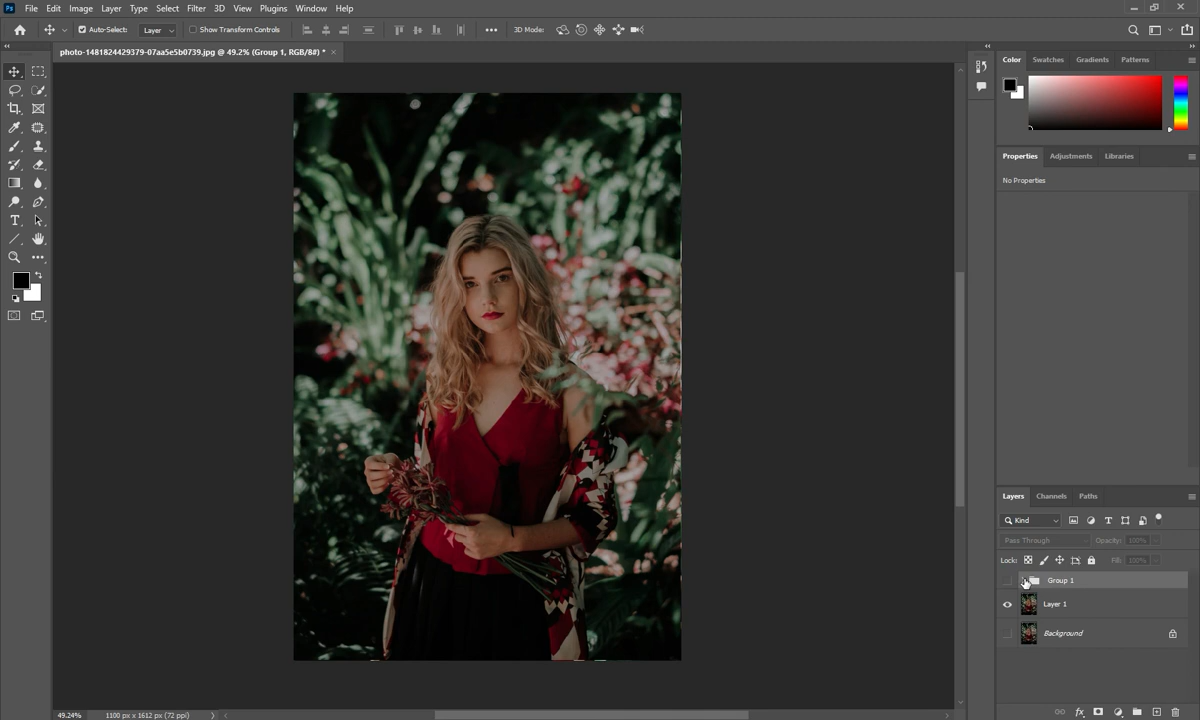 Ps File Edit Image Layer Type Select Filter 3D View Plugins Window Help
Auto-Select: Layer Show Transform Controls 3D Mode:
photo-1481824429379-07aa5e5b0739.jpg @ 49.2% (Group 1, RGB/8#) *
Color Swatches Gradients Patterns
Properties Adjustments Libraries
No Properties
Layers Channels Paths
Kind
Pass Through Opacity: 100%
Lock: Fill: 100%
Group 1
Layer 1
Background
fx
49.24% 1100 px x 1612 px (72 ppi)